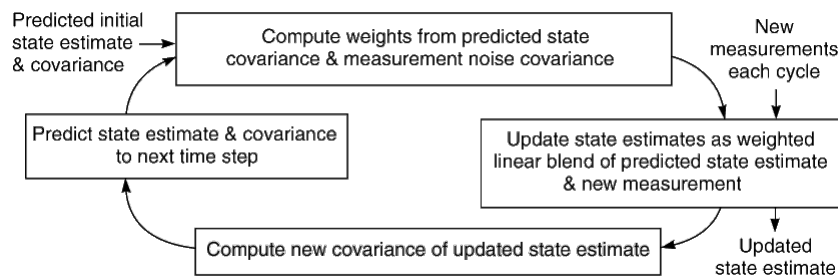 Predicted initial
state estimate
& covariance
Compute weights from predicted state
covariance & measurement noise covariance
New
measurements
each cycle
Predict state estimate & covariance
to next time step
Update state estimates as weighted
linear blend of predicted state estimate
& new measurement
Compute new covariance of updated state estimate
Updated
state estimate